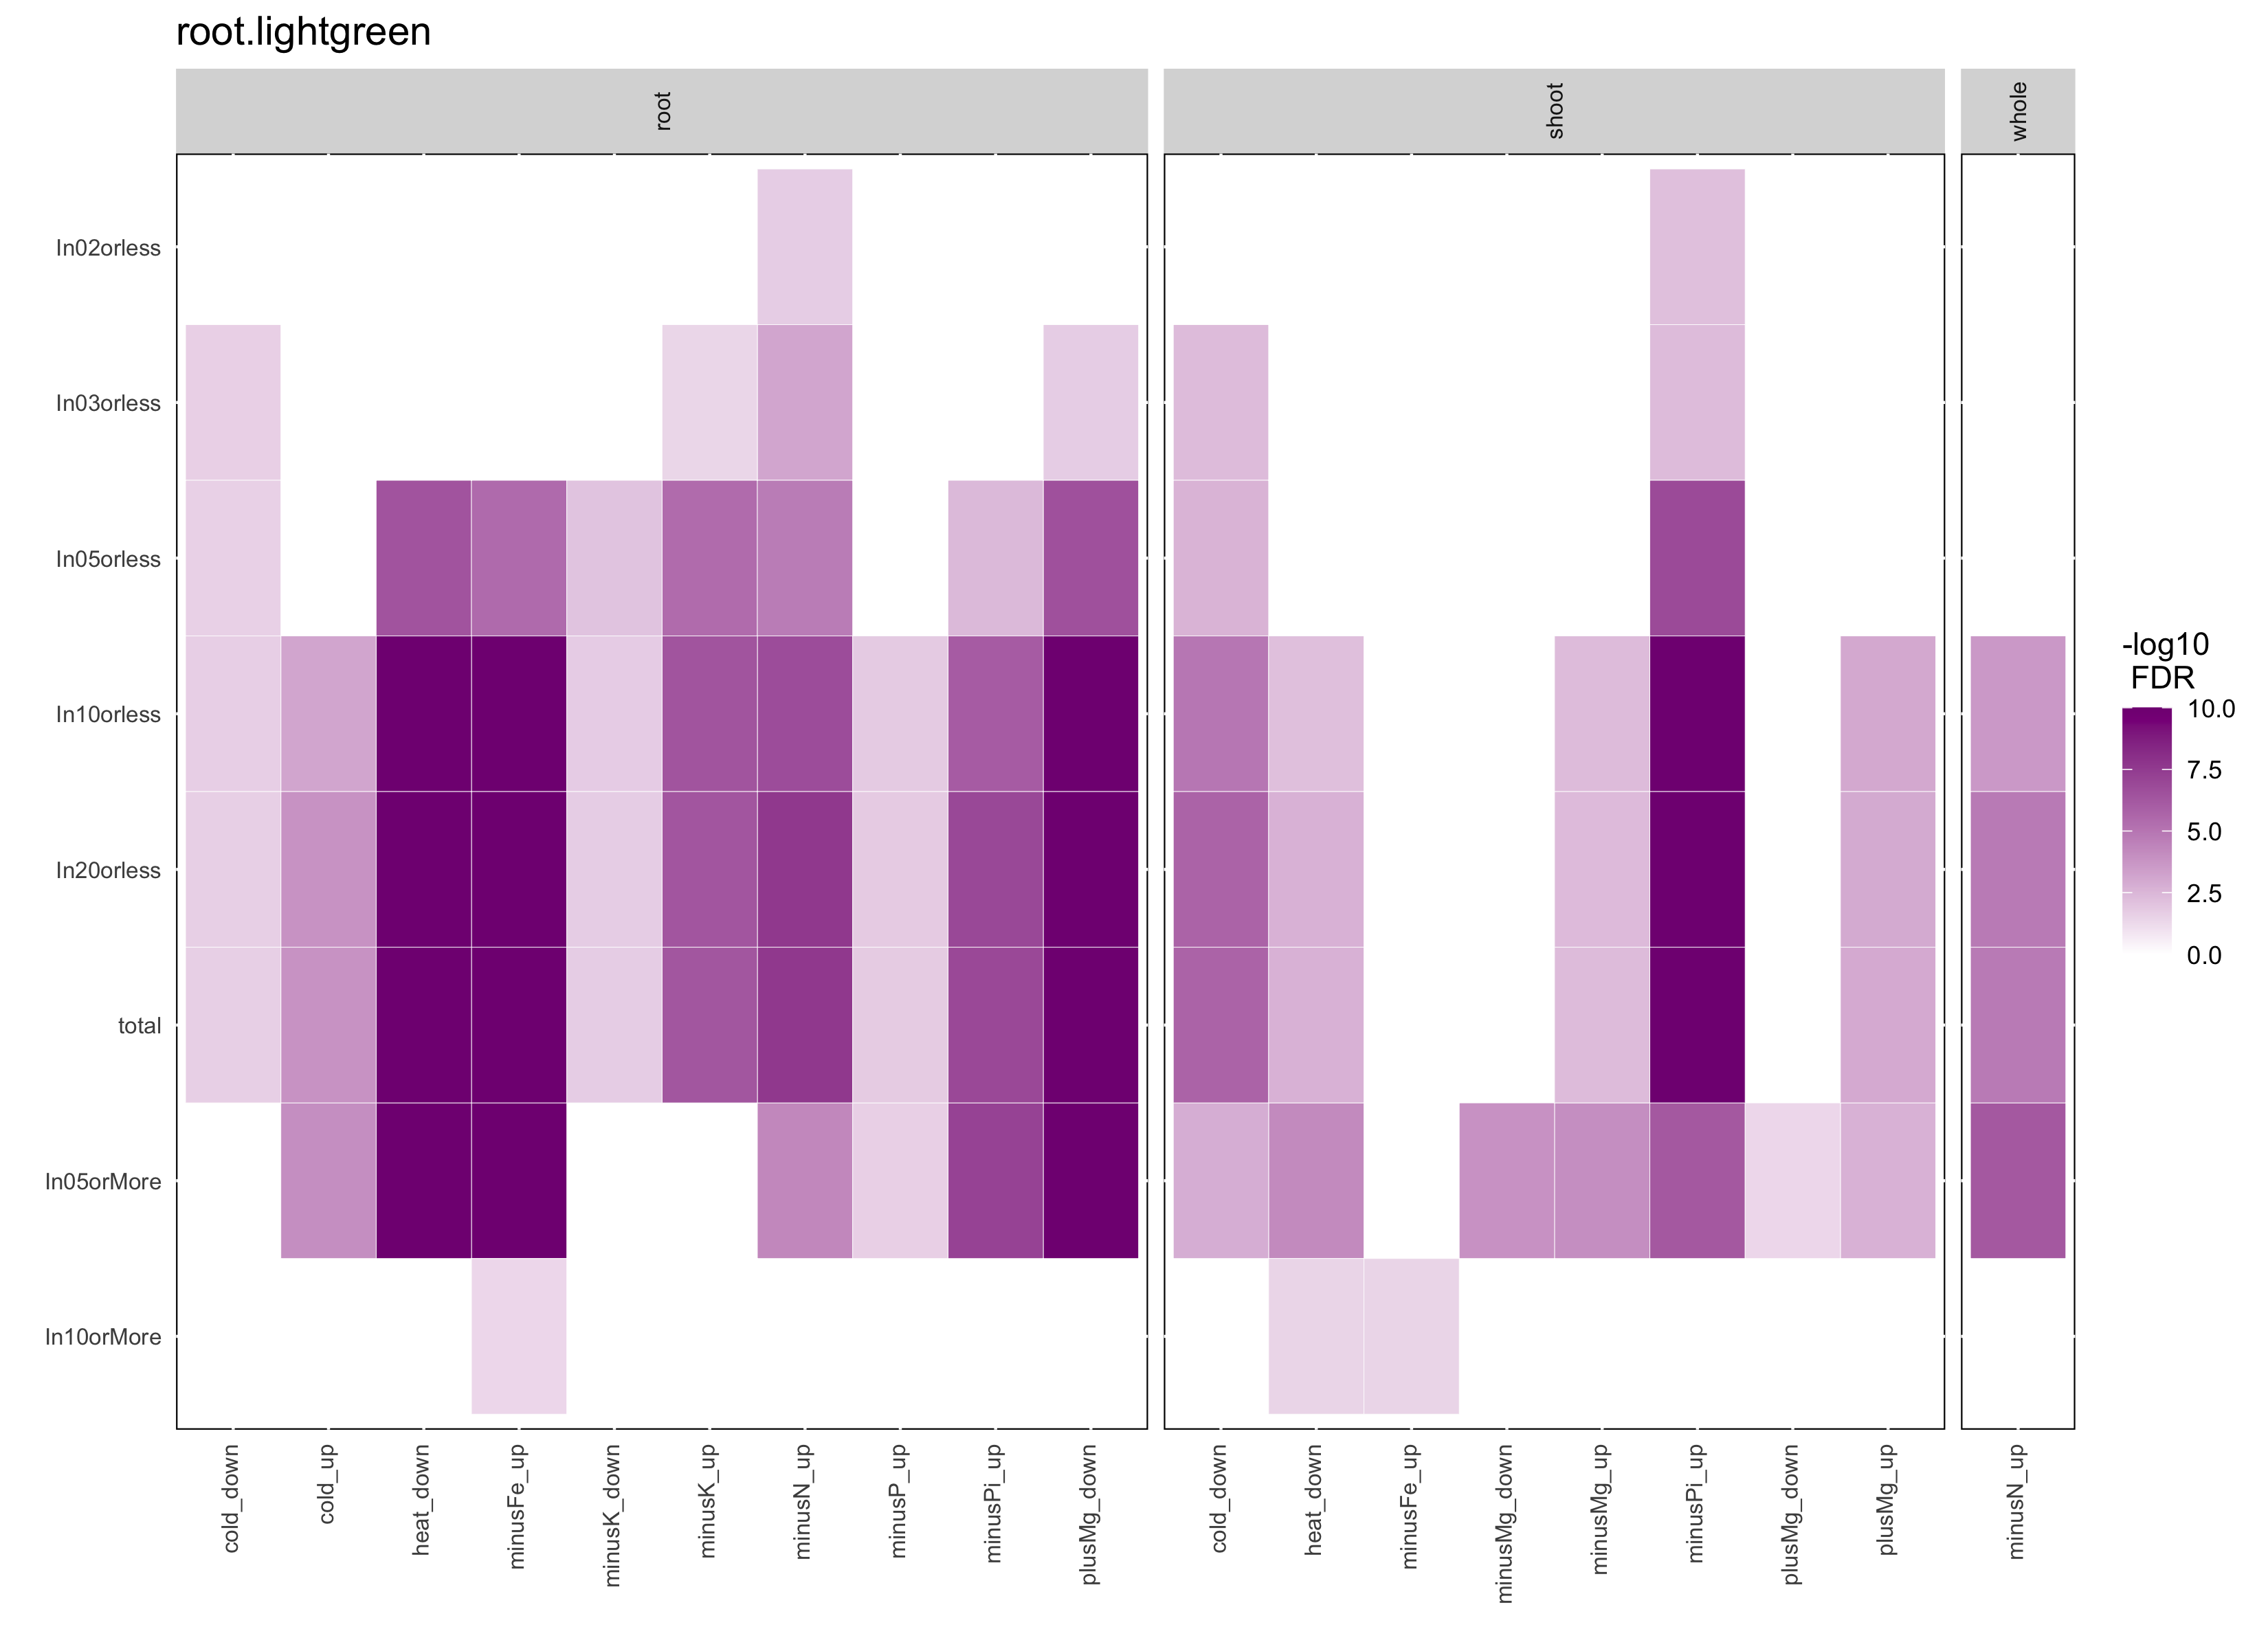 root.lightgreen
root
shoot
whole
In02orless
In03orless
In05orless
In10orless
In20orless
total
In05orMore
In10orMore
cold_down
cold_up
heat_down
minusFe_up
minusK_down
minusK_up
minusN_up
minusP_up
minusPi_up
plusMg_down
cold_down
heat_down
minusFe_up
minusMg_down
minusMg_up
minusPi_up
plusMg_down
plusMg_up
minusN_up
-log10
FDR
10.0
7.5
5.0
2.5
0.0